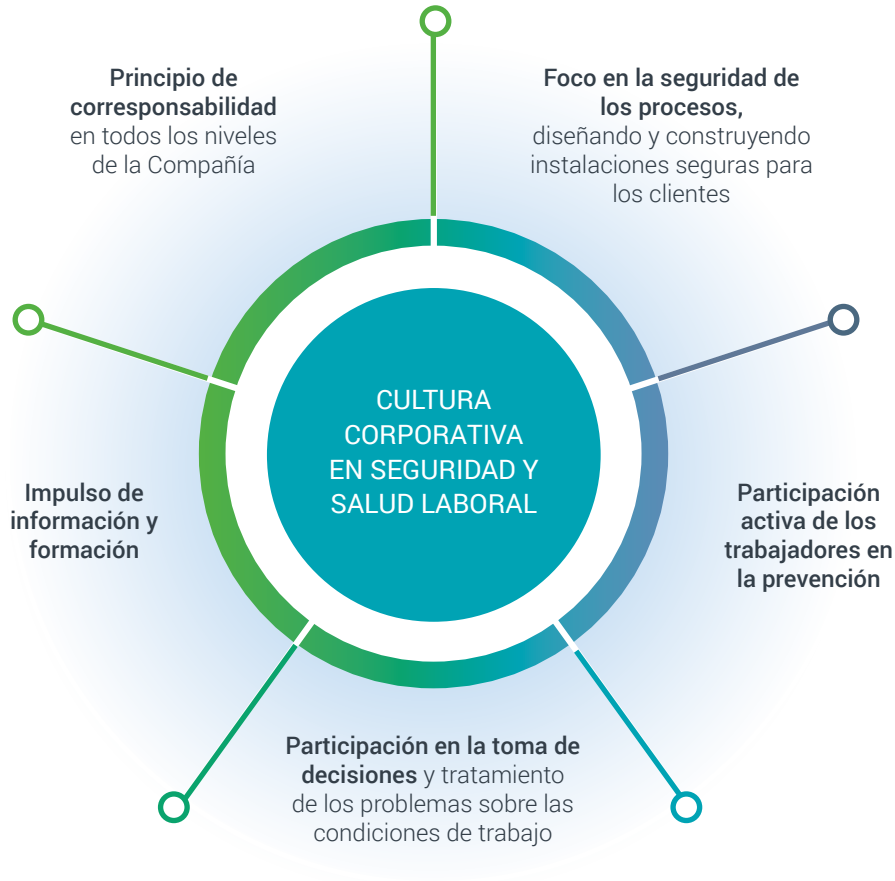 Principio de
corresponsabilidad
en todos los niveles
de la Compañía
Foco en la seguridad de
los procesos,
diseñando y construyendo
instalaciones seguras para
los clientes
CULTURA
CORPORATIVA
EN SEGURIDAD Y
SALUD LABORAL
Impulso de
información y
formación
Participación
activa de los
trabajadores en
la prevención
Participación en la toma de
decisiones y tratamiento
de los problemas sobre las
condiciones de trabajo